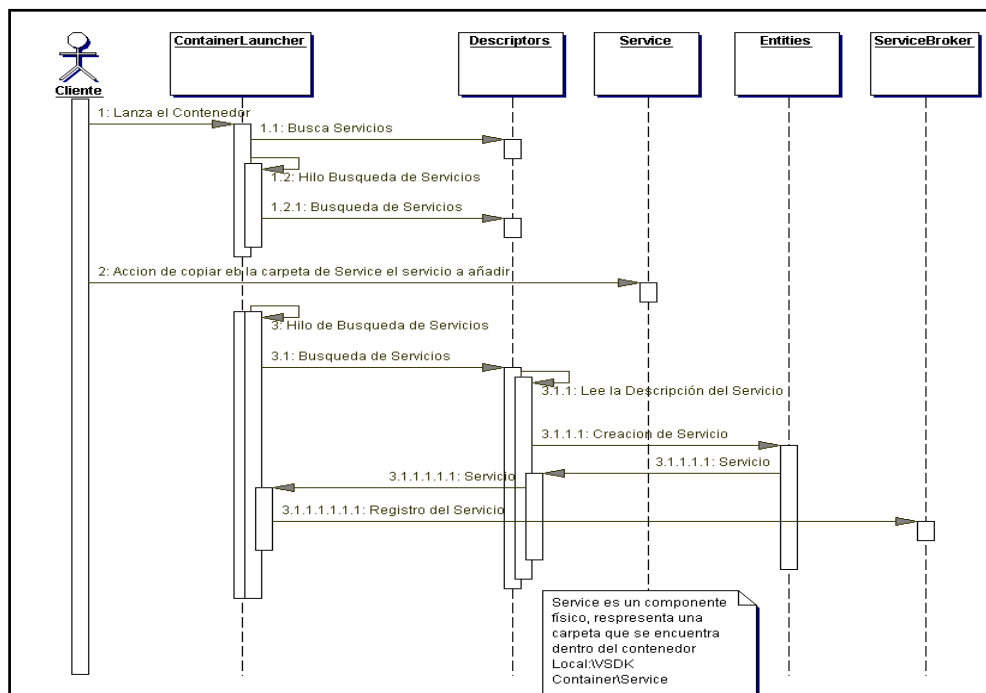 ContainerLauncher
Descriptors
Service
Entities
ServiceBroker
Cliente
1: Lanza el Contenedor
1.1: Busca Servicios
1.2: Hilo Busqueda de Servicios
1.2.1: Busqueda de Servicios
2: Accion de copiar eb la carpeta de Service el servicio a añadir
3: Hilo de Busqueda de Servicios
3.1: Busqueda de Servicios
3.1.1: Lee la Descripción del Servicio
3.1.1.1: Creacion de Servicio
3.1.1.1.1: Servicio
3.1.1.1.1.1: Servicio
3.1.1.1.1.1.1: Registro del Servicio
Service es un componente
físico, respresenta una
carpeta que se encuentra
dentro del contenedor
Local:\VSDK
Container\Service